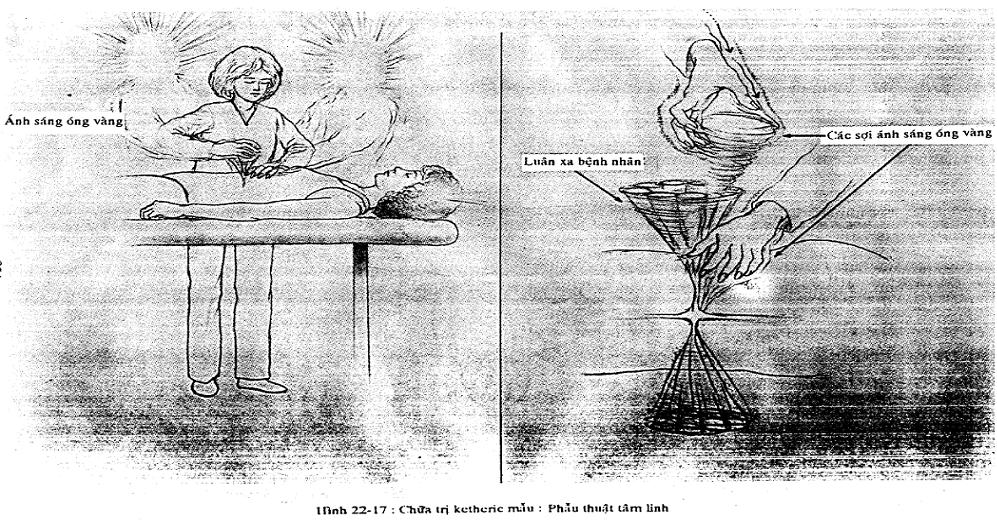 Ánh sáng óng vàng
Các sợi ánh sáng óng vàng
Luân xa bệnh nhân
Hình 22-17 : Chữa trị ketheric mẫu : Phẫu thuật tâm linh